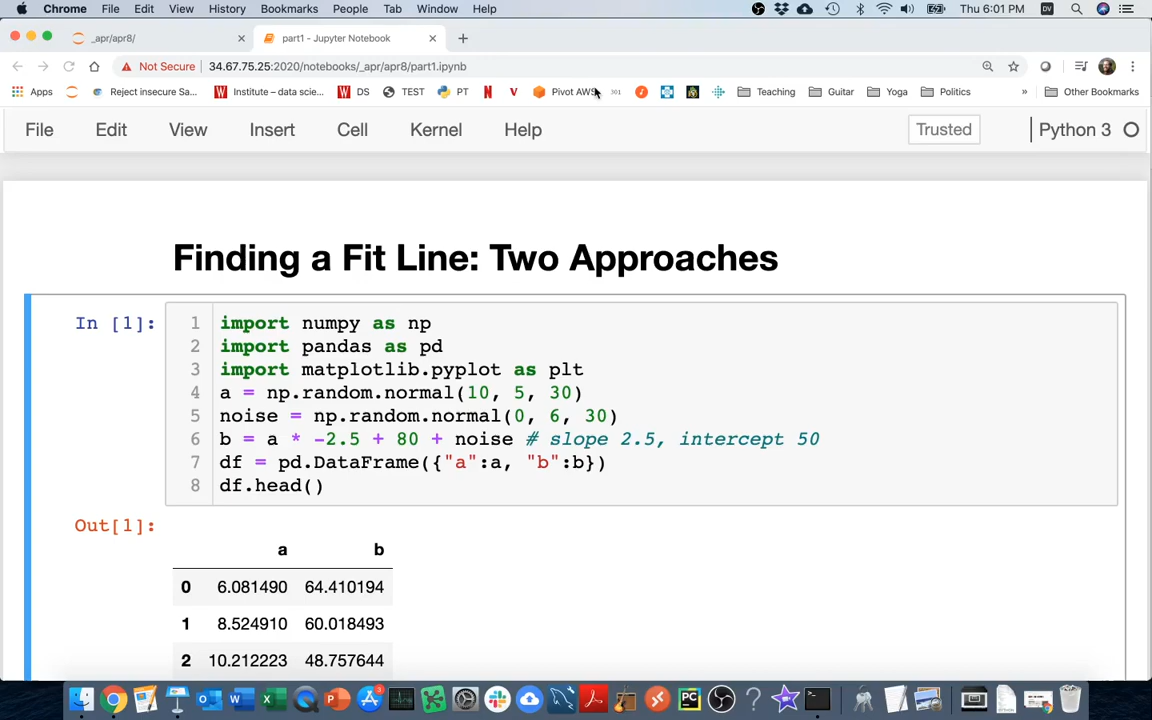 Chrome File Edit View History Bookmarks People Tab Window Help Thu 6:01 PM DV
_apr/apr8/ part1 - Jupyter Notebook
Not Secure 34.67.75.25:2020/notebooks/_apr/apr8/part1.ipynb
Apps Reject insecure Sa... Institute – data scie... DS TEST PT Pivot AWS 301 Teaching Guitar Yoga Politics » Other Bookmarks
File Edit View Insert Cell Kernel Help Trusted Python 3
Finding a Fit Line: Two Approaches
In [1]:
1 import numpy as np
2 import pandas as pd
3 import matplotlib.pyplot as plt
4 a = np.random.normal(10, 5, 30)
5 noise = np.random.normal(0, 6, 30)
6 b = a * -2.5 + 80 + noise # slope 2.5, intercept 50
7 df = pd.DataFrame({"a":a, "b":b})
8 df.head()
Out[1]:
a b
0 6.081490 64.410194
1 8.524910 60.018493
2 10.212223 48.757644